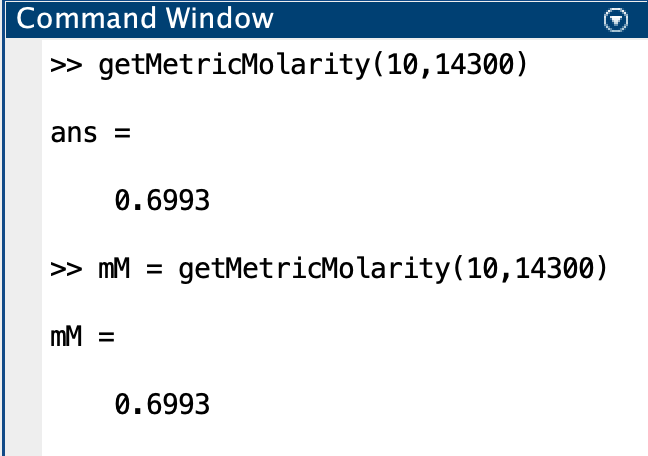 Command Window
>> getMetricMolarity(10,14300)
ans =
0.6993
>> mM = getMetricMolarity(10,14300)
mM =
0.6993